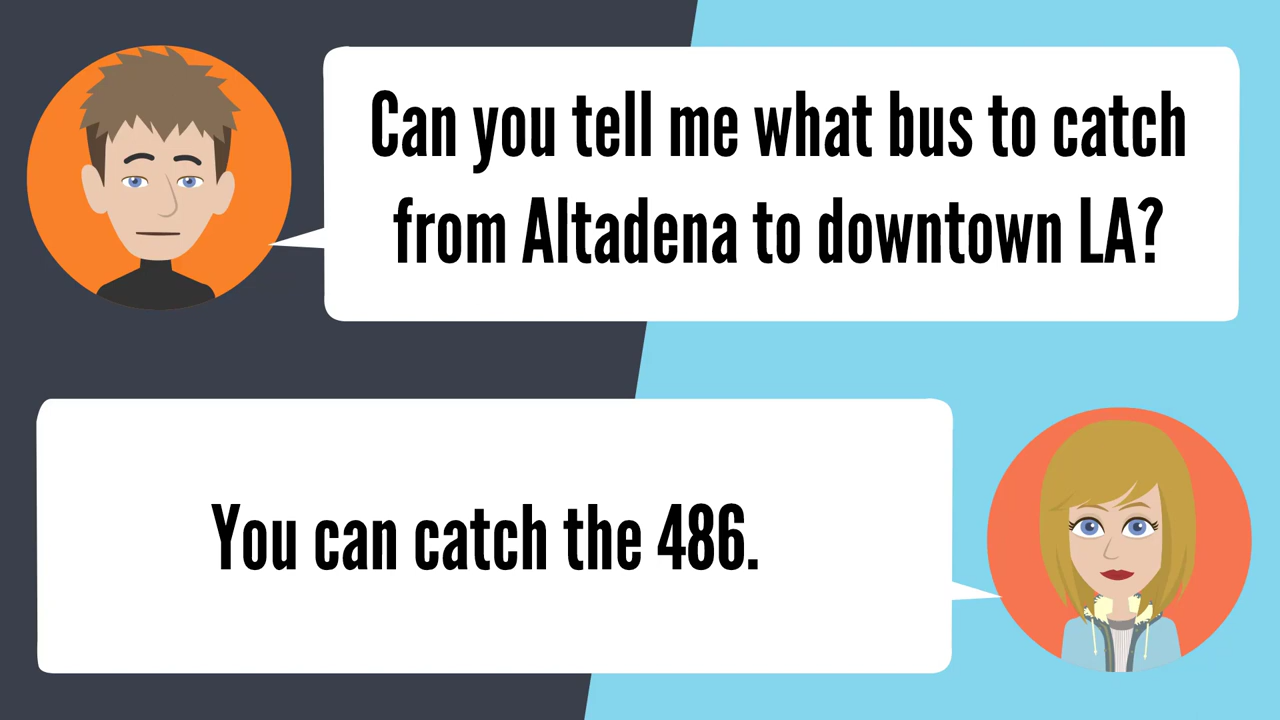 Can you tell me what bus to catch
from Altadena to downtown LA?
You can catch the 486.